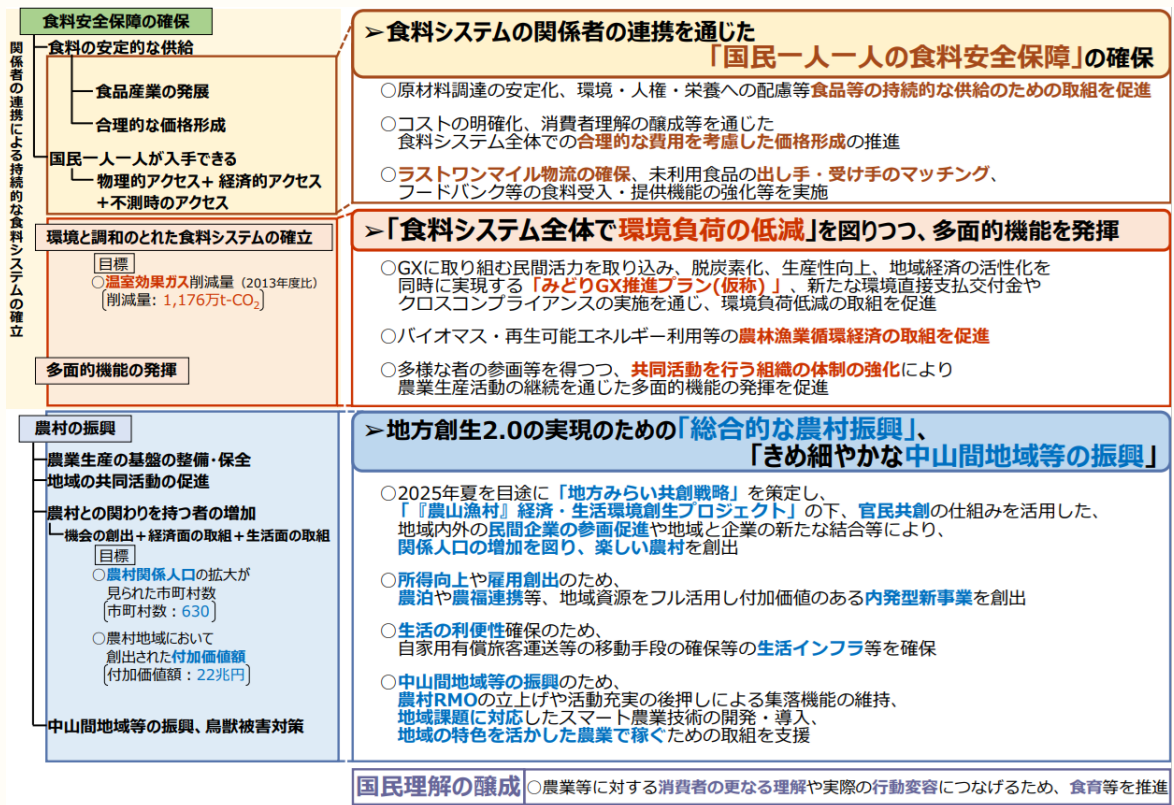 関係者の連携による持続的な食料システムの確立
食料安全保障の確保
食料の安定的な供給
食品産業の発展
合理的な価格形成
国民一人一人が入手できる
物理的アクセス+ 経済的アクセス
+不測時のアクセス
➢食料システムの関係者の連携を通じた
「国民一人一人の食料安全保障」の確保
○原材料調達の安定化、環境・人権・栄養への配慮等食品等の持続的な供給のための取組を促進
○コストの明確化、消費者理解の醸成等を通じた
食料システム全体での合理的な費用を考慮した価格形成の推進
○ラストワンマイル物流の確保、未利用食品の出し手・受け手のマッチング、
フードバンク等の食料受入・提供機能の強化等を実施
環境と調和のとれた食料システムの確立
目標
○温室効果ガス削減量（2013年度比）
削減量: 1,176万t-CO₂
多面的機能の発揮
➢「食料システム全体で環境負荷の低減」を図りつつ、多面的機能を発揮
○GXに取り組む民間活力を取り込み、脱炭素化、生産性向上、地域経済の活性化を
同時に実現する「みどりGX推進プラン(仮称) 」、新たな環境直接支払交付金や
クロスコンプライアンスの実施を通じ、環境負荷低減の取組を促進
○バイオマス・再生可能エネルギー利用等の農林漁業循環経済の取組を促進
○多様な者の参画等を得つつ、共同活動を行う組織の体制の強化により
農業生産活動の継続を通じた多面的機能の発揮を促進
農村の振興
農業生産の基盤の整備・保全
地域の共同活動の促進
農村との関わりを持つ者の増加
機会の創出+経済面の取組+生活面の取組
目標
○農村関係人口の拡大が
見られた市町村数
市町村数：630
○農村地域において
創出された付加価値額
付加価値額：22兆円
中山間地域等の振興、鳥獣被害対策
➢地方創生2.0の実現のための「総合的な農村振興」、
「きめ細やかな中山間地域等の振興」
○2025年夏を目途に「地方みらい共創戦略」を策定し、
「『農山漁村』経済・生活環境創生プロジェクト」の下、官民共創の仕組みを活用した、
地域内外の民間企業の参画促進や地域と企業の新たな結合等により、
関係人口の増加を図り、楽しい農村を創出
○所得向上や雇用創出のため、
農泊や農福連携等、地域資源をフル活用し付加価値のある内発型新事業を創出
○生活の利便性確保のため、
自家用有償旅客運送等の移動手段の確保等の生活インフラ等を確保
○中山間地域等の振興のため、
農村RMOの立上げや活動充実の後押しによる集落機能の維持、
地域課題に対応したスマート農業技術の開発・導入、
地域の特色を活かした農業で稼ぐための取組を支援
国民理解の醸成
○農業等に対する消費者の更なる理解や実際の行動変容につなげるため、食育等を推進